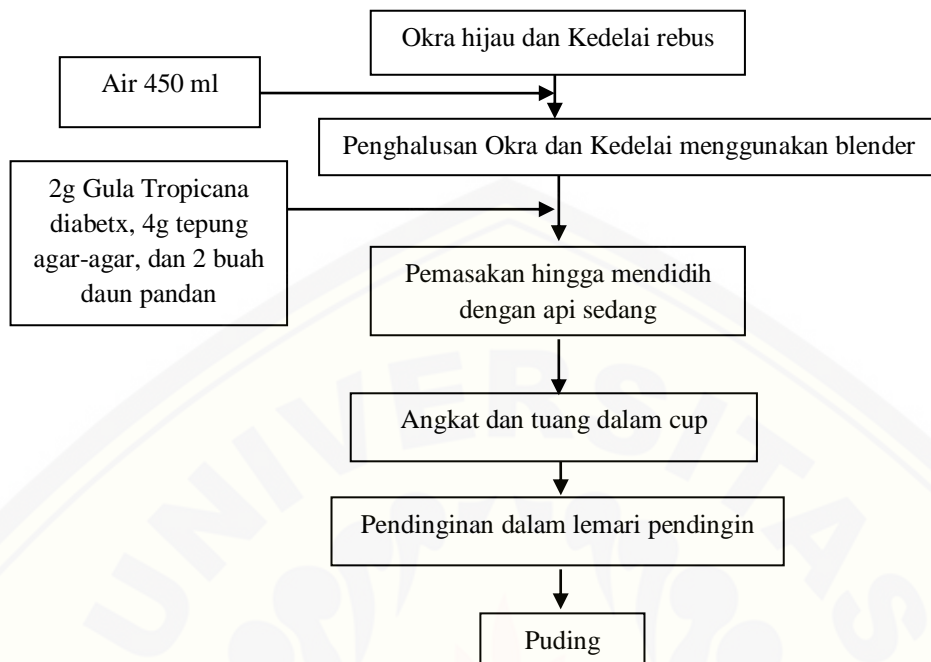 Okra hijau dan Kedelai rebus
Air 450 ml
Penghalusan Okra dan Kedelai menggunakan blender
2g Gula Tropicana
diabetx, 4g tepung
agar-agar, dan 2 buah
daun pandan
Pemasakan hingga mendidih
dengan api sedang
Angkat dan tuang dalam cup
Pendinginan dalam lemari pendingin
Puding
UNIVERSITAS